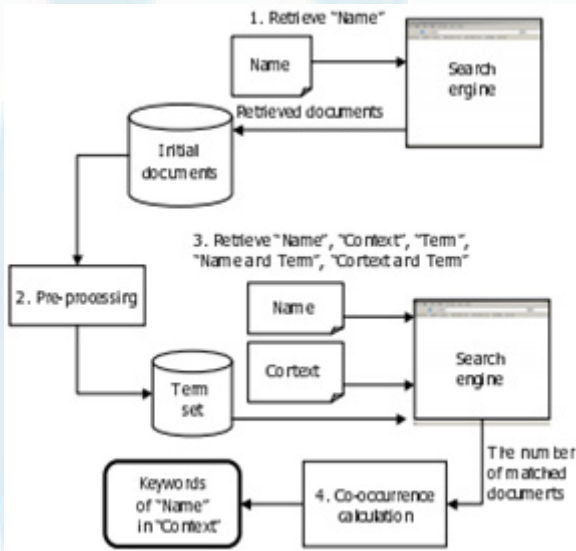 1. Retrieve "Name"
Name
Search
engine
Retrieved documents
Initial
documents
3. Retrieve "Name", "Context", "Term",
"Name and Term", "Context and Term"
2. Pre-processing
Name
Context
Search
engine
Term
set
The number
of matched
documents
Keywords
of "Name"
in "Context"
4. Co-occurrence
calculation